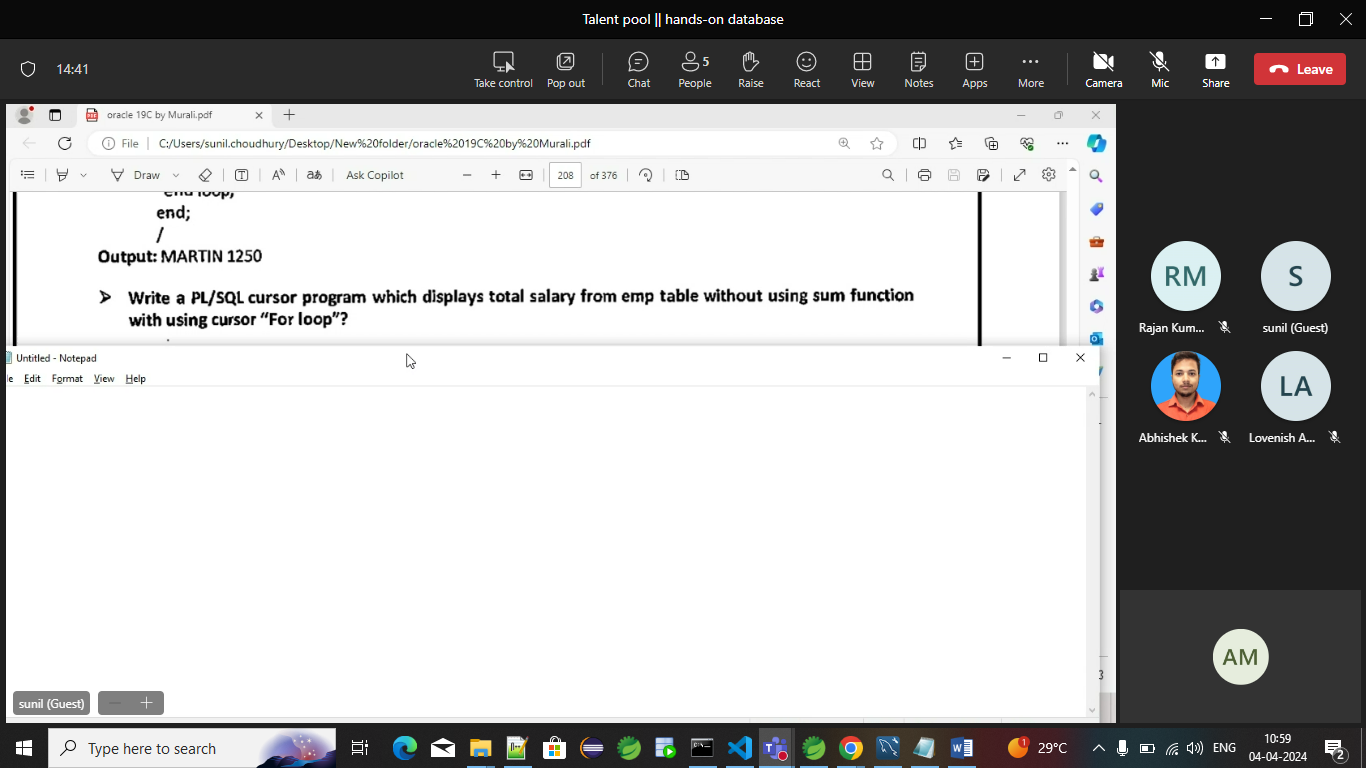 Talent pool || hands-on database
14:41
Take control
Pop out
Chat
5
People
Raise
React
View
Notes
Apps
More
Camera
Mic
Share
Leave
oracle 19C by Murali.pdf
File
C:/Users/sunil.choudhury/Desktop/New%20folder/oracle%2019C%20by%20Murali.pdf
Draw
Ask Copilot
208
of 376
end loop;
end;
/
Output: MARTIN 1250
➢ Write a PL/SQL cursor program which displays total salary from emp table without using sum function
with using cursor “For loop”?
Untitled - Notepad
Edit Format View Help
sunil (Guest)
RM
Rajan Kum...
S
sunil (Guest)
Abhishek K...
LA
Lovenish A...
AM
Type here to search
29°C
ENG
10:59
04-04-2024
1
2